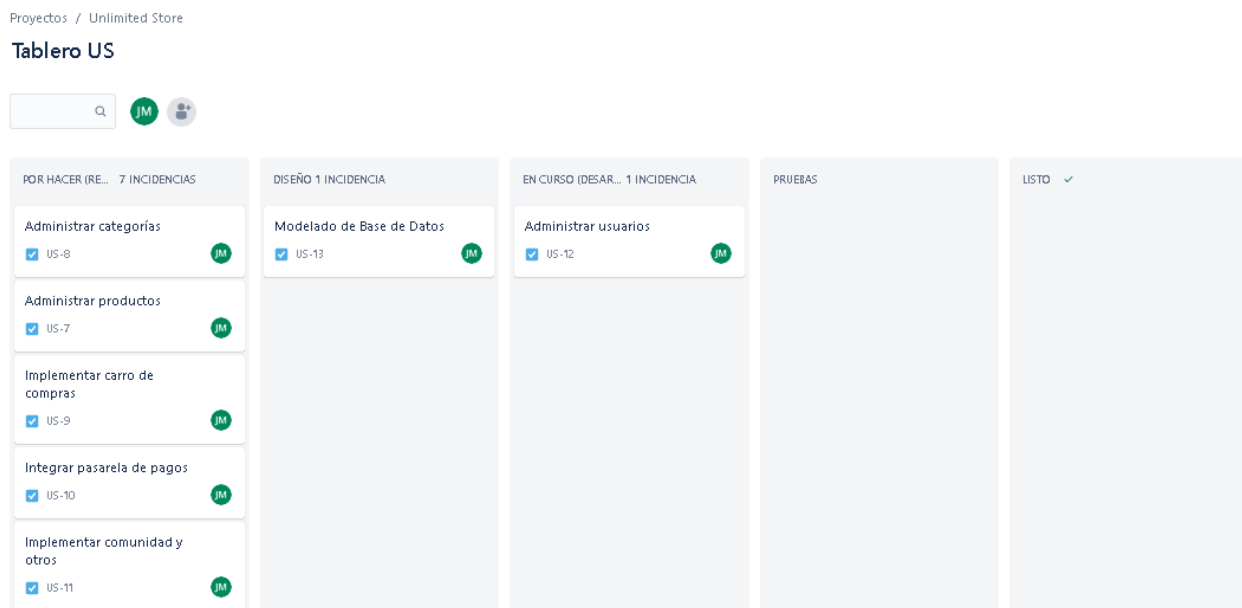 Proyectos / Unlimited Store
Tablero US
JM
POR HACER (RE... 7 INCIDENCIAS
Administrar categorías
US-8
JM
Administrar productos
US-7
JM
Implementar carro de
compras
US-9
JM
Integrar pasarela de pagos
US-10
JM
Implementar comunidad y
otros
US-11
JM
DISEÑO 1 INCIDENCIA
Modelado de Base de Datos
US-13
JM
EN CURSO (DESAR... 1 INCIDENCIA
Administrar usuarios
US-12
JM
PRUEBAS
LISTO